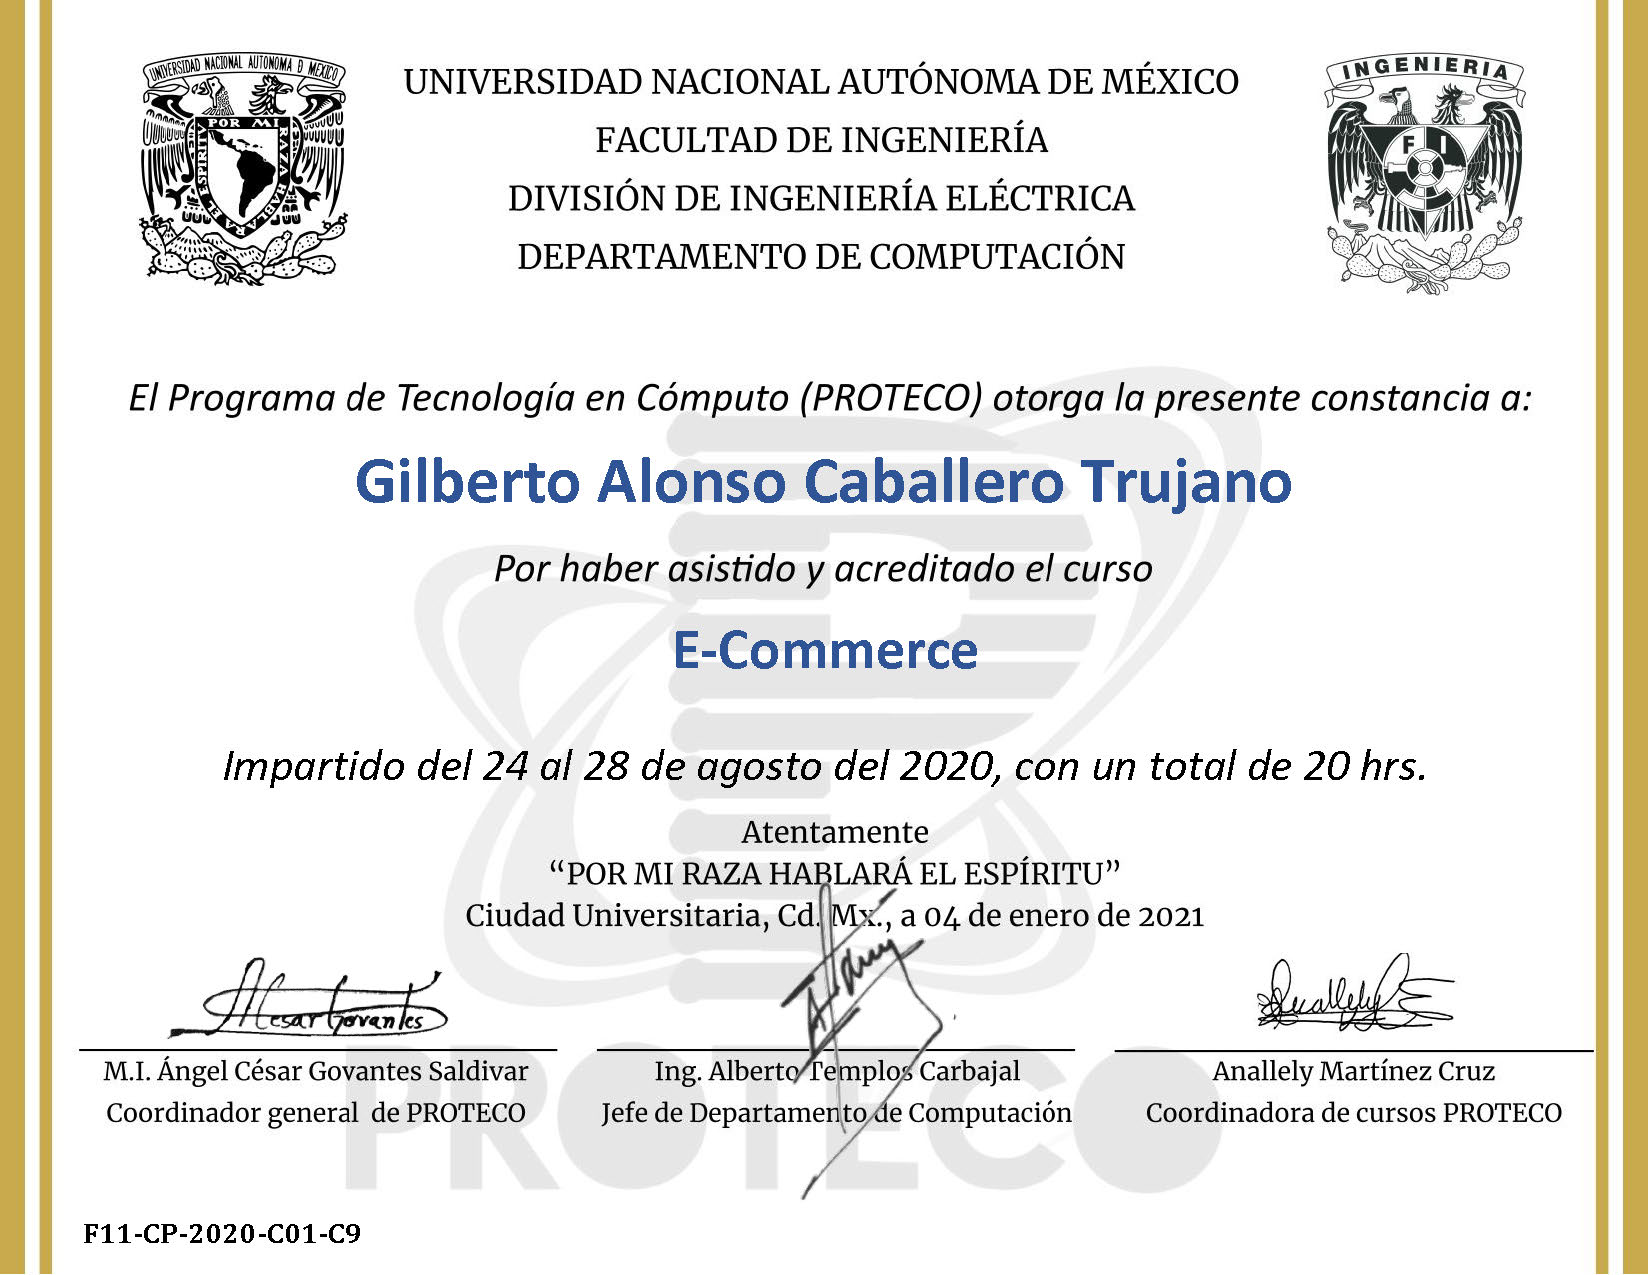 UNIVERSIDAD NACIONAL AUTONOMA D MEXICO
POR MI RAZA HABLARA EL ESPIRITU
UNIVERSIDAD NACIONAL AUTÓNOMA DE MÉXICO
FACULTAD DE INGENIERÍA
DIVISIÓN DE INGENIERÍA ELÉCTRICA
DEPARTAMENTO DE COMPUTACIÓN
INGENIERIA
F I
El Programa de Tecnología en Cómputo (PROTECO) otorga la presente constancia a:
Gilberto Alonso Caballero Trujano
Por haber asistido y acreditado el curso
E-Commerce
Impartido del 24 al 28 de agosto del 2020, con un total de 20 hrs.
Atentamente
“POR MI RAZA HABLARÁ EL ESPÍRITU”
Ciudad Universitaria, Cd. Mx., a 04 de enero de 2021
M.I. Ángel César Govantes Saldivar
Coordinador general de PROTECO
Ing. Alberto Templos Carbajal
Jefe de Departamento de Computación
Anallely Martínez Cruz
Coordinadora de cursos PROTECO
PROTECO
F11-CP-2020-C01-C9